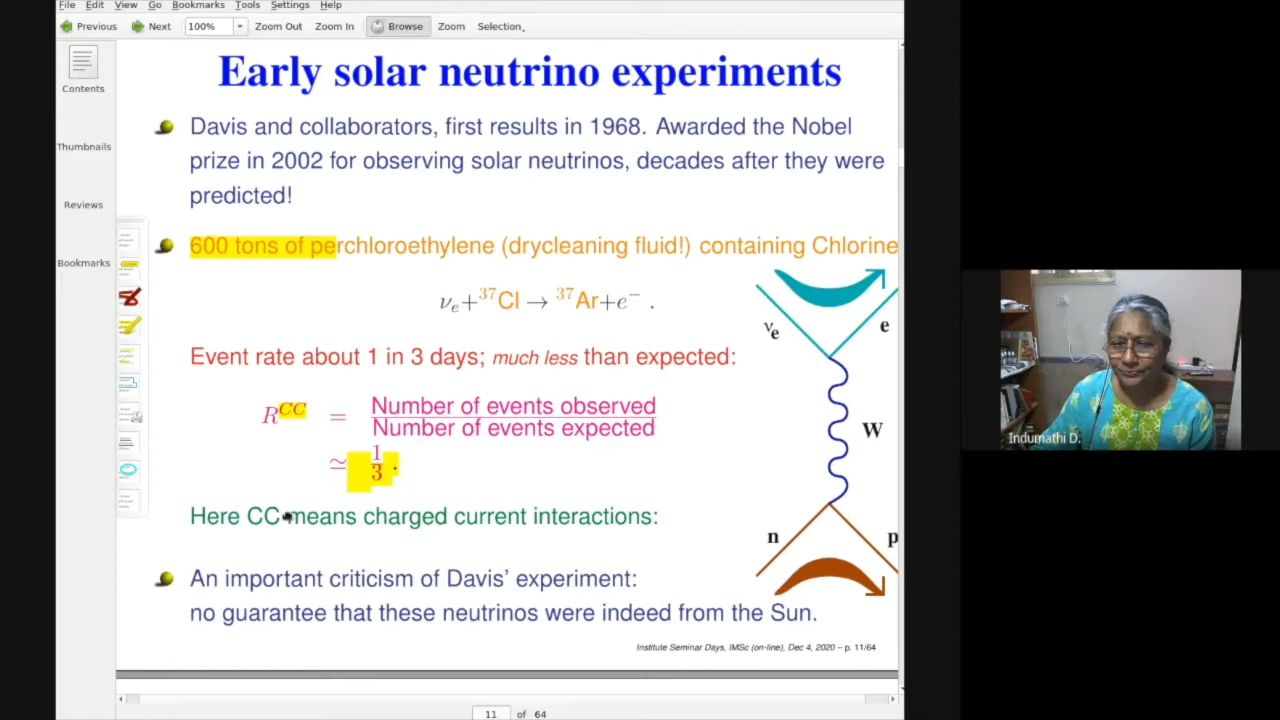 File Edit View Go Bookmarks Tools Settings Help
Previous Next 100% Zoom Out Zoom In Browse Zoom Selection
Contents
Thumbnails
Reviews
Bookmarks
Early solar neutrino experiments
Davis and collaborators, first results in 1968. Awarded the Nobel
prize in 2002 for observing solar neutrinos, decades after they were
predicted!
600 tons of perchloroethylene (drycleaning fluid!) containing Chlorine
νe+³⁷Cl → ³⁷Ar+e⁻ .
νe e
Event rate about 1 in 3 days; much less than expected:
R^CC = Number of events observed
Number of events expected
W
≃ 1/3 .
Here CC means charged current interactions:
n p
An important criticism of Davis' experiment:
no guarantee that these neutrinos were indeed from the Sun.
Institute Seminar Days, IMSc (on-line), Dec 4, 2020 – p. 11/64
11 of 64
Indumathi D.